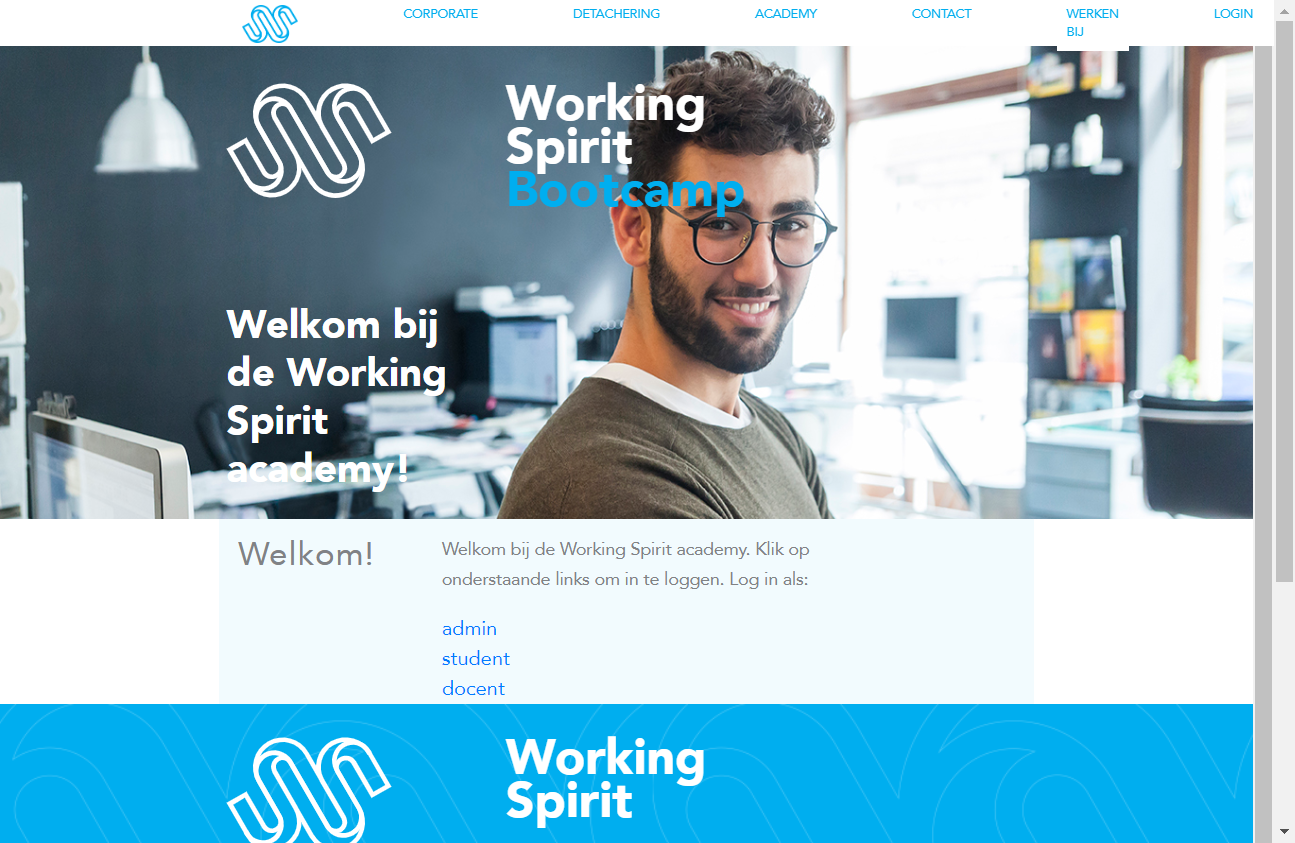 CORPORATE DETACHERING ACADEMY CONTACT WERKEN BIJ LOGIN
Working
Spirit
Bootcamp
Welkom bij
de Working
Spirit
academy!
Welkom!
Welkom bij de Working Spirit academy. Klik op
onderstaande links om in te loggen. Log in als:
admin
student
docent
Working
Spirit